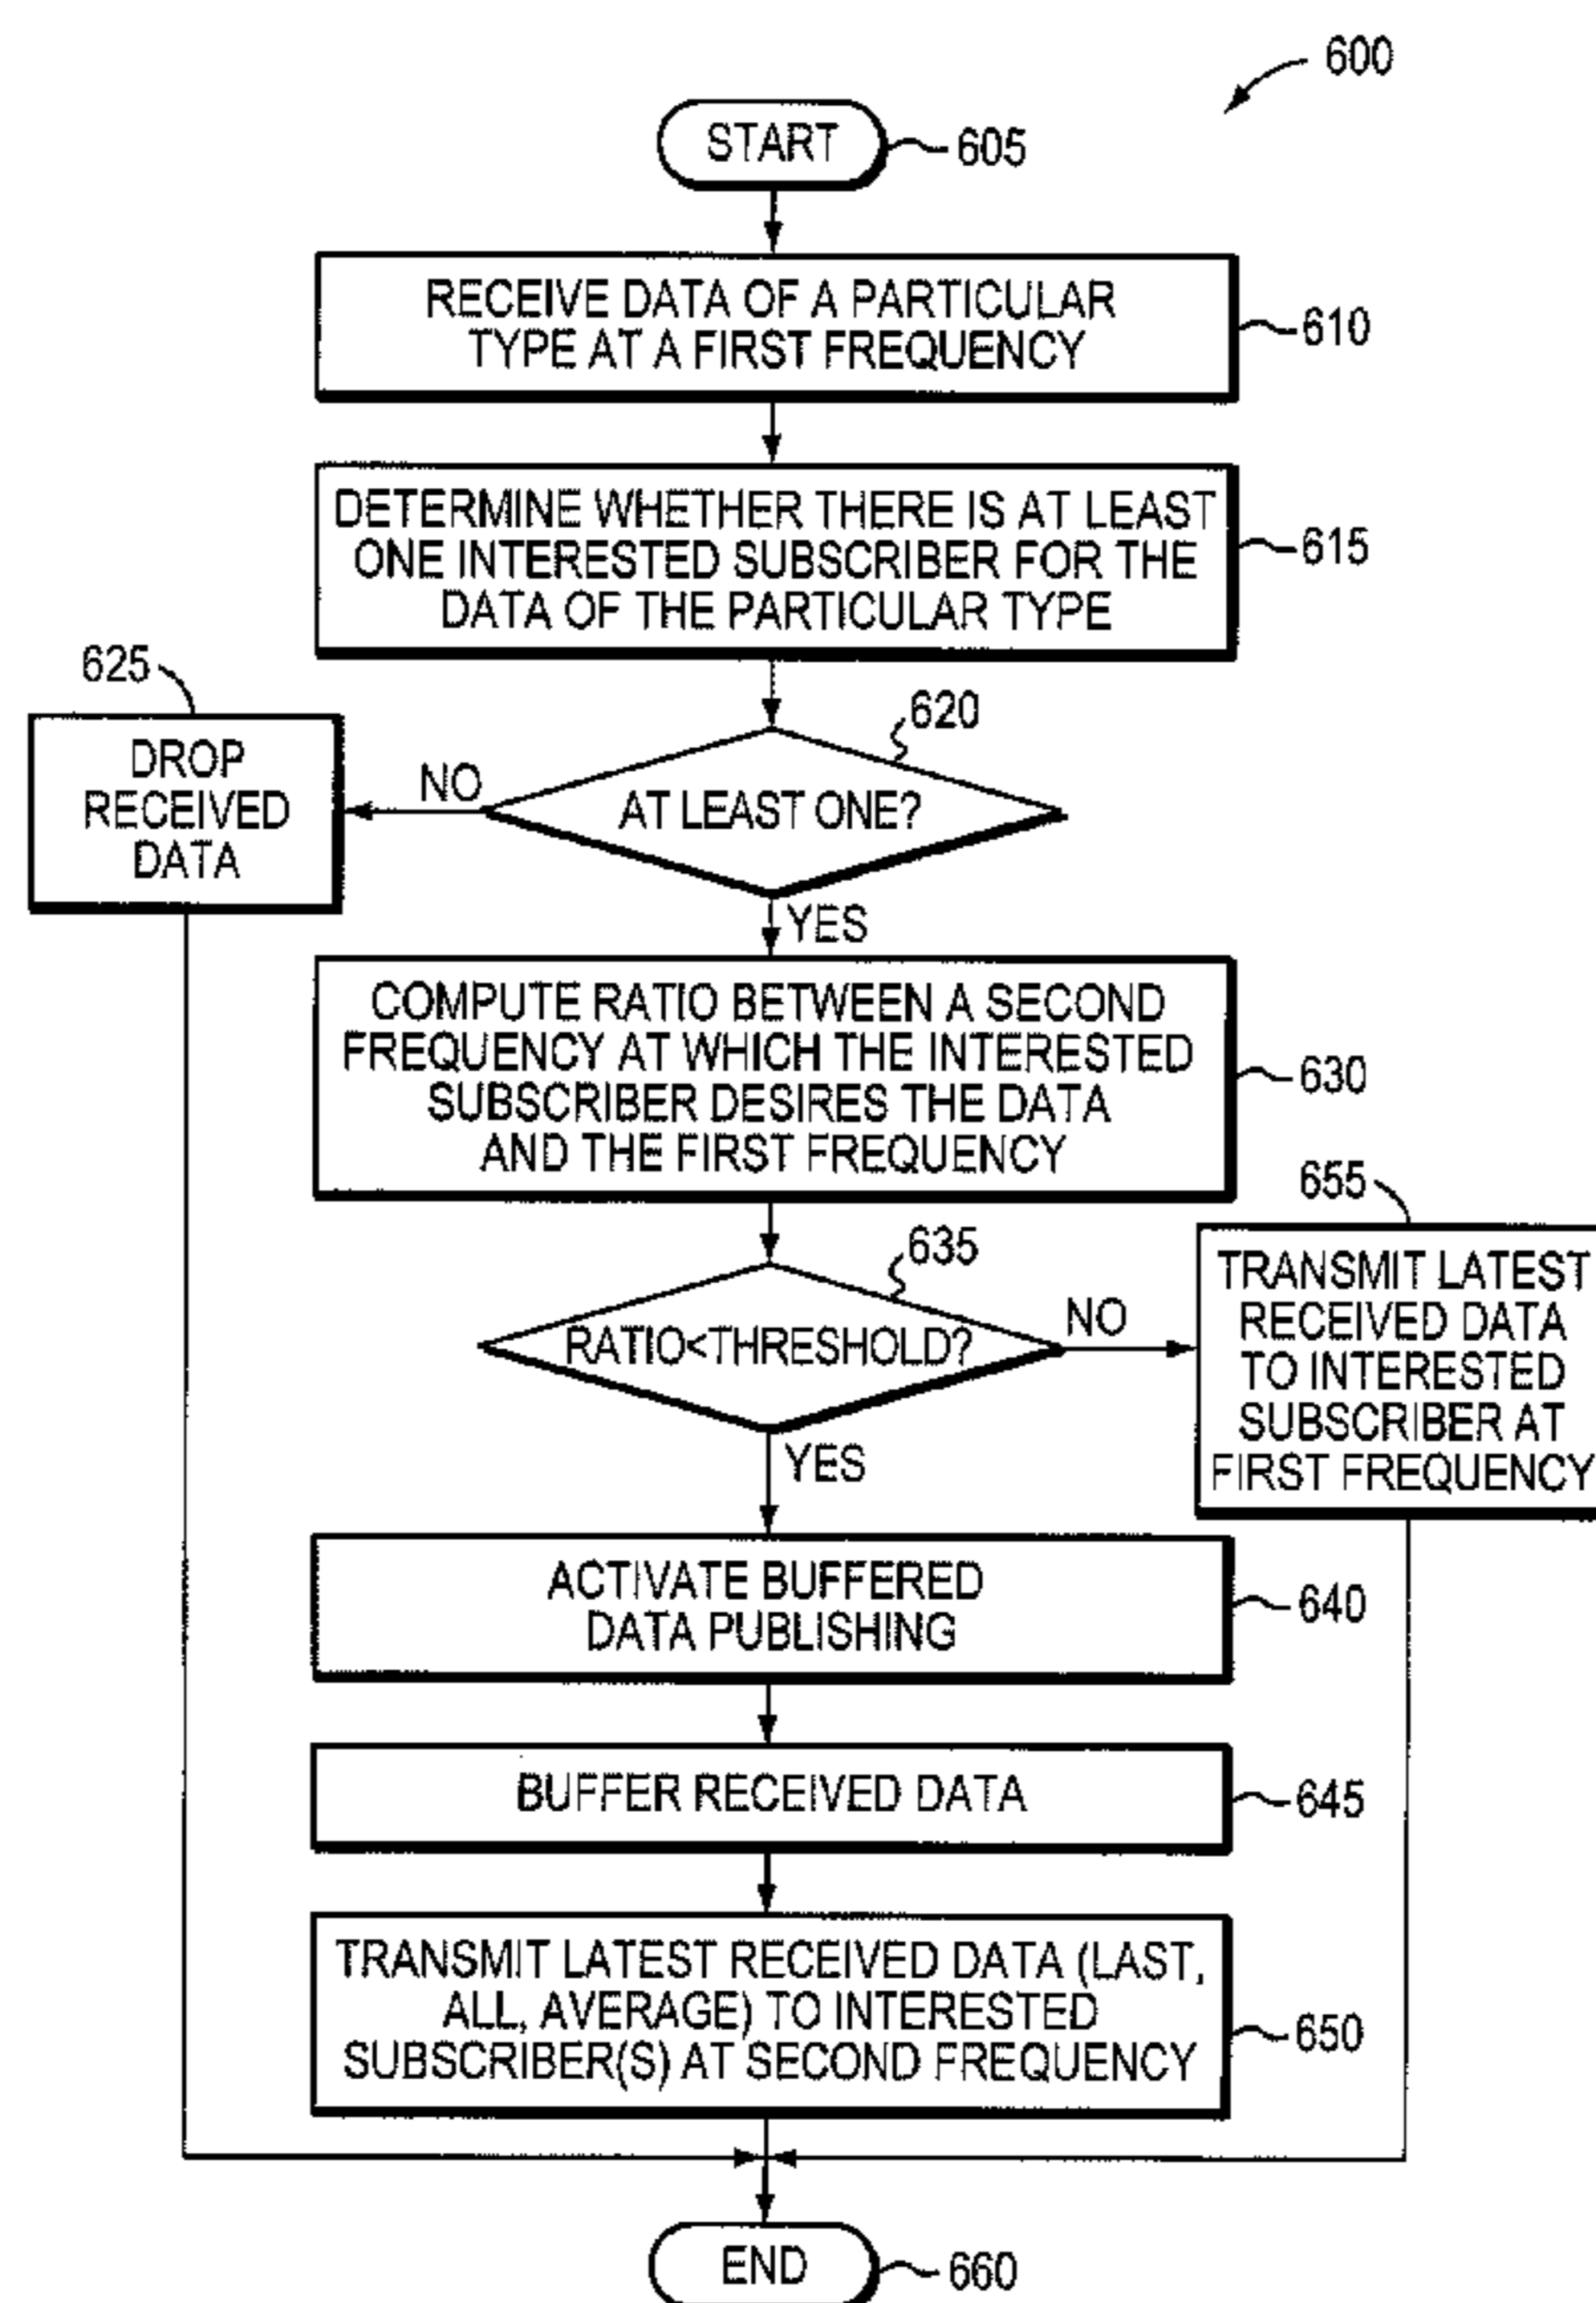 600
START
605
RECEIVE DATA OF A PARTICULAR
TYPE AT A FIRST FREQUENCY
610
DETERMINE WHETHER THERE IS AT LEAST
ONE INTERESTED SUBSCRIBER FOR THE
DATA OF THE PARTICULAR TYPE
615
625
620
DROP
RECEIVED
DATA
NO
AT LEAST ONE?
YES
COMPUTE RATIO BETWEEN A SECOND
FREQUENCY AT WHICH THE INTERESTED
SUBSCRIBER DESIRES THE DATA
AND THE FIRST FREQUENCY
630
655
635
RATIO<THRESHOLD?
NO
TRANSMIT LATEST
RECEIVED DATA
TO INTERESTED
SUBSCRIBER AT
FIRST FREQUENCY
YES
ACTIVATE BUFFERED
DATA PUBLISHING
640
BUFFER RECEIVED DATA
645
TRANSMIT LATEST RECEIVED DATA (LAST,
ALL, AVERAGE) TO INTERESTED
SUBSCRIBER(S) AT SECOND FREQUENCY
650
END
660